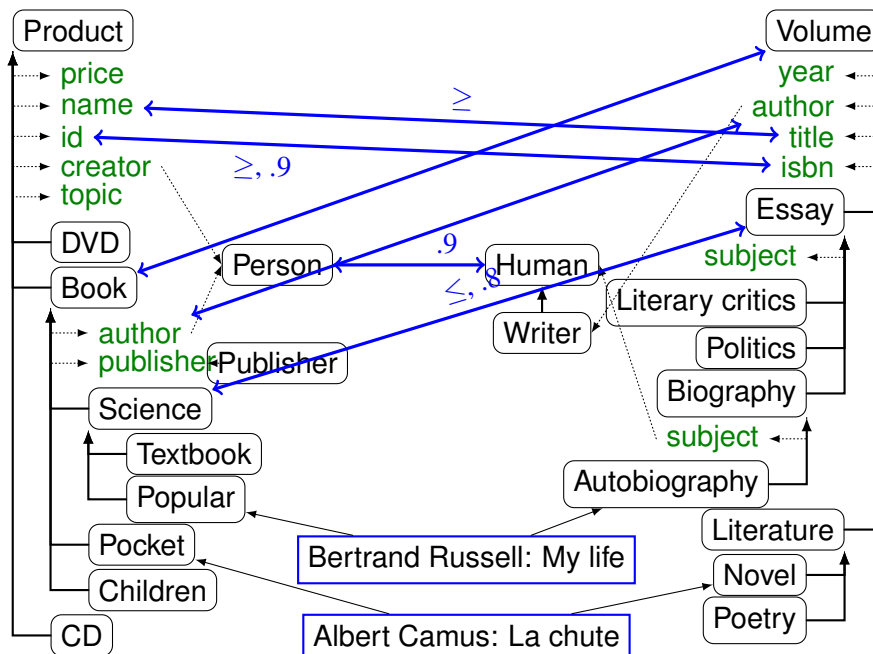 Product
Volume
price
year
name
≥
author
id
title
creator
≥, .9
isbn
topic
Essay
DVD
.9
subject
Book
Person
Human
≤, .8
Literary critics
author
Writer
publisher
Publisher
Politics
Science
Biography
Textbook
subject
Popular
Autobiography
Pocket
Bertrand Russell: My life
Literature
Children
Novel
CD
Albert Camus: La chute
Poetry